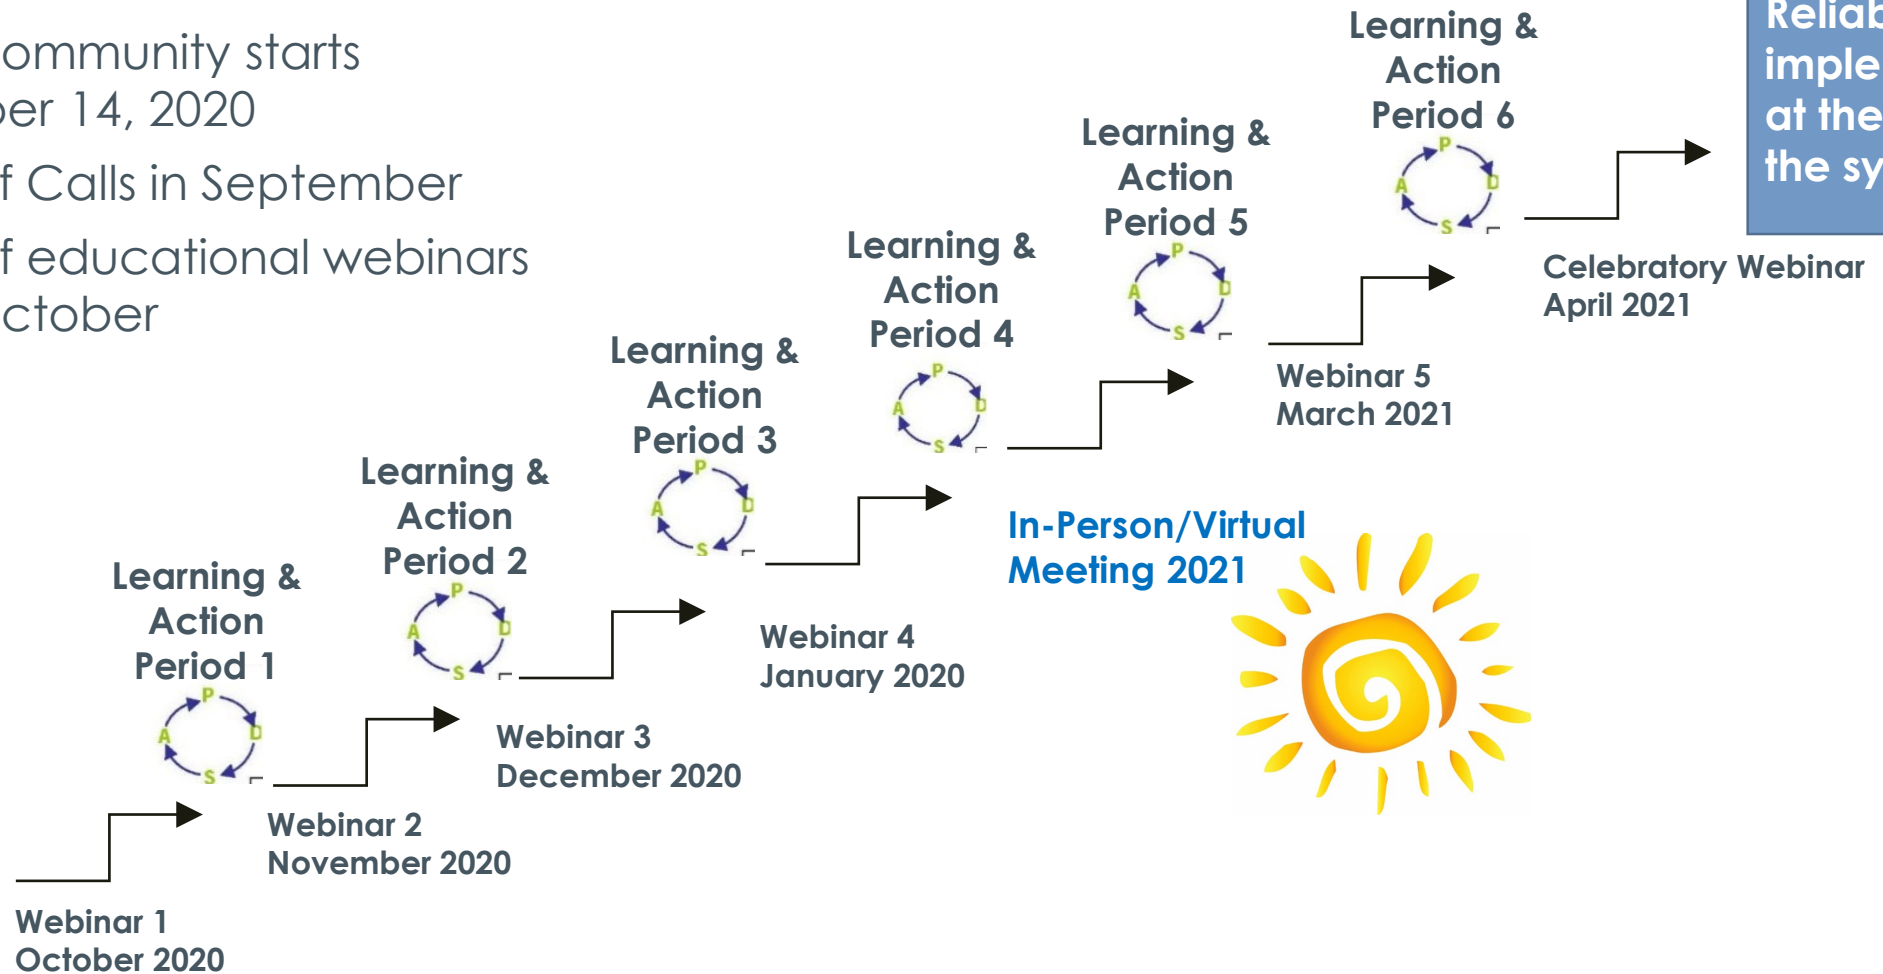 ommunity starts
ber 14, 2020
f Calls in September
f educational webinars
ctober
Learning &
Action
Period 6
Reliab
imple
at the
the sy
Learning &
Action
Period 5
Learning &
Action
Period 4
Learning &
Action
Period 3
Learning &
Action
Period 2
Learning &
Action
Period 1
P
D
S
A
P
D
S
A
P
D
S
A
P
D
S
A
P
D
S
A
P
D
S
A
Celebratory Webinar
April 2021
Webinar 5
March 2021
In-Person/Virtual
Meeting 2021
Webinar 4
January 2020
Webinar 3
December 2020
Webinar 2
November 2020
Webinar 1
October 2020